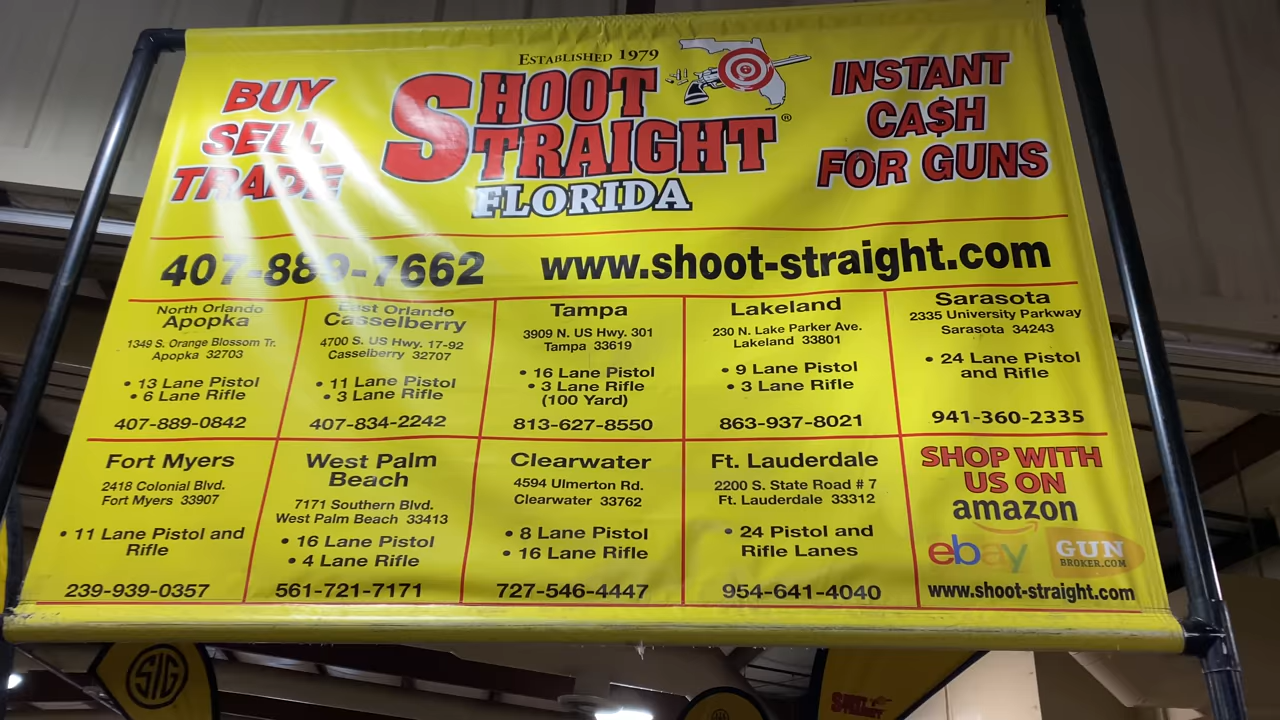 ESTABLISHED 1979
BUY
SELL
TRADE
SHOOT
STRAIGHT®
FLORIDA
6
INSTANT
CA$H
FOR GUNS
407-889-7662
www.shoot-straight.com
North Orlando
Apopka
1349 S. Orange Blossom Tr.
Apopka 32703
• 13 Lane Pistol
• 6 Lane Rifle
407-889-0842
East Orlando
Casselberry
4700 S. US Hwy. 17-92
Casselberry 32707
• 11 Lane Pistol
• 3 Lane Rifle
407-834-2242
Tampa
3909 N. US Hwy. 301
Tampa 33619
• 16 Lane Pistol
• 3 Lane Rifle
(100 Yard)
813-627-8550
Lakeland
230 N. Lake Parker Ave.
Lakeland 33801
• 9 Lane Pistol
• 3 Lane Rifle
863-937-8021
Sarasota
2335 University Parkway
Sarasota 34243
• 24 Lane Pistol
and Rifle
941-360-2335
Fort Myers
2418 Colonial Blvd.
Fort Myers 33907
• 11 Lane Pistol and
Rifle
239-939-0357
West Palm
Beach
7171 Southern Blvd.
West Palm Beach 33413
• 16 Lane Pistol
• 4 Lane Rifle
561-721-7171
Clearwater
4594 Ulmerton Rd.
Clearwater 33762
• 8 Lane Pistol
• 16 Lane Rifle
727-546-4447
Ft. Lauderdale
2200 S. State Road # 7
Ft. Lauderdale 33312
• 24 Pistol and
Rifle Lanes
954-641-4040
SHOP WITH
US ON
amazon
ebay
GUN
BROKER.COM
www.shoot-straight.com
SIG
SHOOT
STRAIGHT